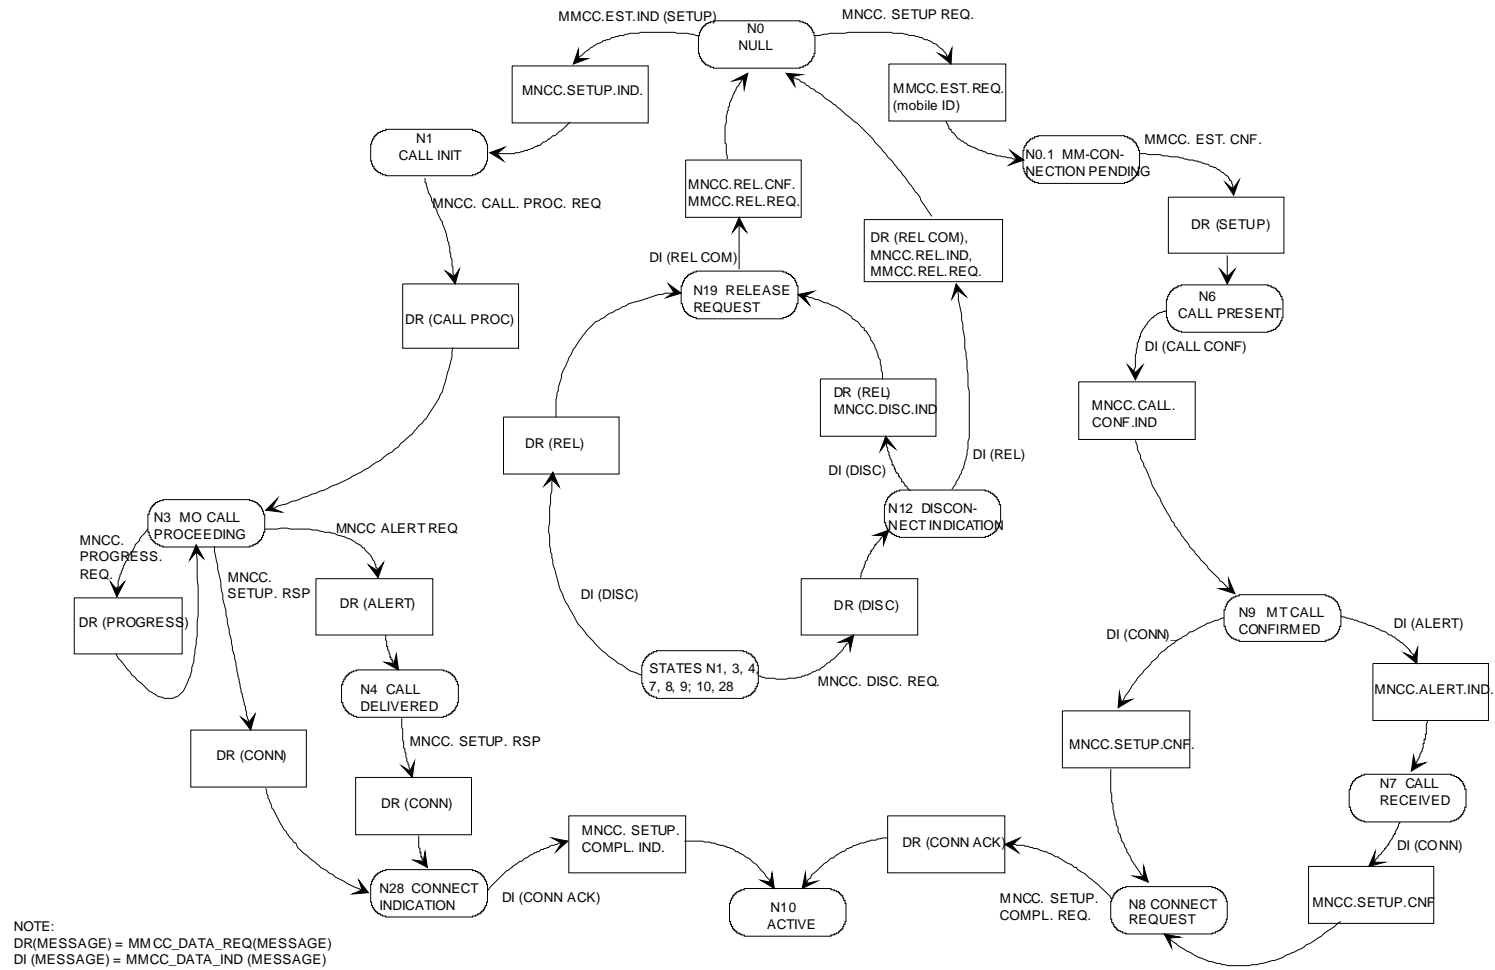 MMCC.EST.IND (SETUP)
N0
NULL
MNCC. SETUP REQ.
MNCC.SETUP.IND.
MMCC.EST.REQ.
(mobile ID)
N1
CALL INIT
N0.1 MM-CON-
NECTION PENDING
MMCC. EST. CNF.
MNCC. CALL. PROC. REQ
MNCC.REL.CNF.
MMCC.REL.REQ.
DR (SETUP)
DR (REL COM),
MNCC.REL.IND,
MMCC.REL.REQ.
DI (REL COM)
N19 RELEASE
REQUEST
N6
CALL PRESENT
DR (CALL PROC)
DI (CALL CONF)
DR (REL)
MNCC.DISC.IND
MNCC.CALL.
CONF.IND
DR (REL)
DI (DISC)
DI (REL)
N3 MO CALL
PROCEEDING
MNCC ALERT REQ
N12 DISCON-
NECT INDICATION
MNCC.
PROGRESS.
REQ.
MNCC.
SETUP. RSP
DI (DISC)
DR (ALERT)
DR (DISC)
DR (PROGRESS)
N9 MT CALL
CONFIRMED
DI (CONN)
DI (ALERT)
STATES N1, 3, 4,
7, 8, 9; 10, 28
MNCC. DISC. REQ.
N4 CALL
DELIVERED
MNCC.ALERT.IND.
MNCC. SETUP. RSP
DR (CONN)
MNCC.SETUP.CNF.
N7 CALL
RECEIVED
DR (CONN)
MNCC. SETUP.
COMPL. IND.
DR (CONN ACK)
DI (CONN)
N28 CONNECT
INDICATION
DI (CONN ACK)
N10
ACTIVE
MNCC. SETUP.
COMPL. REQ.
N8 CONNECT
REQUEST
MNCC.SETUP.CNF
NOTE:
DR(MESSAGE) = MMCC_DATA_REQ(MESSAGE)
DI (MESSAGE) = MMCC_DATA_IND (MESSAGE)